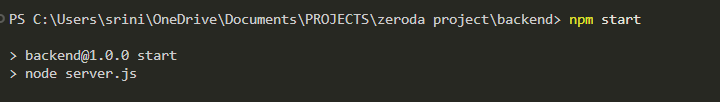 PS C:\Users\srini\OneDrive\Documents\PROJECTS\zeroda project\backend> npm start
> backend@1.0.0 start
> node server.js